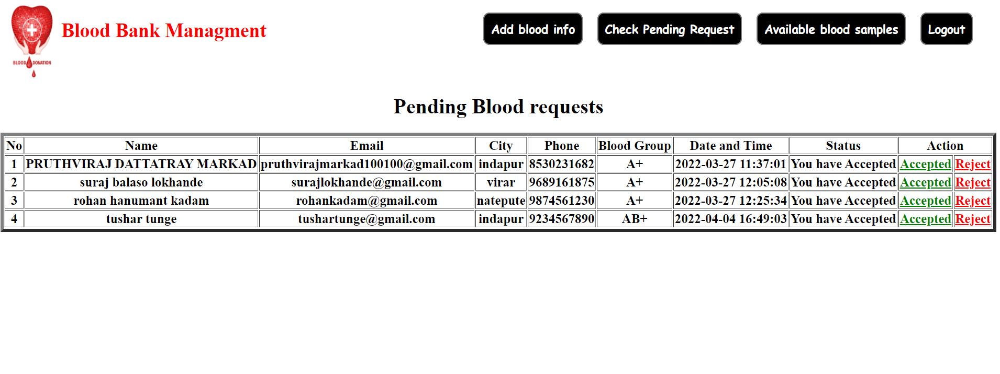 Blood Bank Managment
Add blood info Check Pending Request Available blood samples Logout
BLOOD DONATION
Pending Blood requests
No Name Email City Phone Blood Group Date and Time Status Action
1 PRUTHVIRAJ DATTATRAY MARKAD pruthvirajmarkad100100@gmail.com indapur 8530231682 A+ 2022-03-27 11:37:01 You have Accepted Accepted Reject
2 suraj balaso lokhande surajlokhande@gmail.com virar 9689161875 A+ 2022-03-27 12:05:08 You have Accepted Accepted Reject
3 rohan hanumant kadam rohankadam@gmail.com natepute 9874561230 A+ 2022-03-27 12:25:34 You have Accepted Accepted Reject
4 tushar tunge tushartunge@gmail.com indapur 9234567890 AB+ 2022-04-04 16:49:03 You have Accepted Accepted Reject